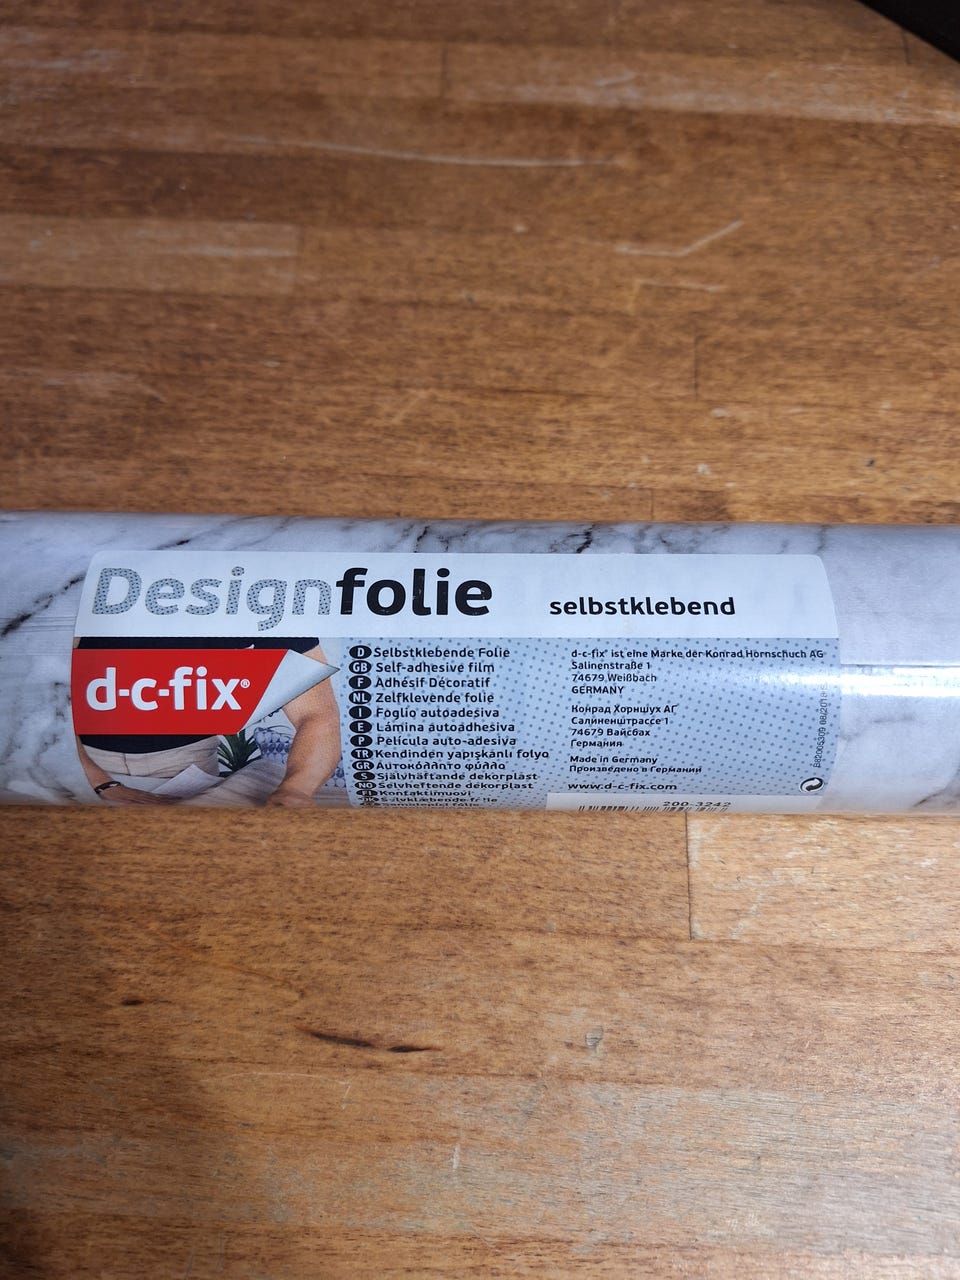 Designfolie
selbstklebend
d-c-fix®
D Selbstklebende Folie
GB Self-adhesive film
F Adhésif Décoratif
NL Zelfklevende folie
I Foglio autoadesiva
E Lámina autoadhesiva
P Película auto-adesiva
TR Kendinden yapışkanlı folyo
GR Αυτοκόλλητο φύλλο
S Självhäftande dekorplast
NO Selvheftende dekorplast
FI Kontaktimuovi
d-c-fix® ist eine Marke der Konrad Hornschuch AG
Salinenstraße 1
74679 Weißbach
GERMANY
Конрад Хорншух АГ
Салиненштрассе 1
74679 Вайсбах
Германия
Made in Germany
Произведено в Германии
www.d-c-fix.com
200-3242